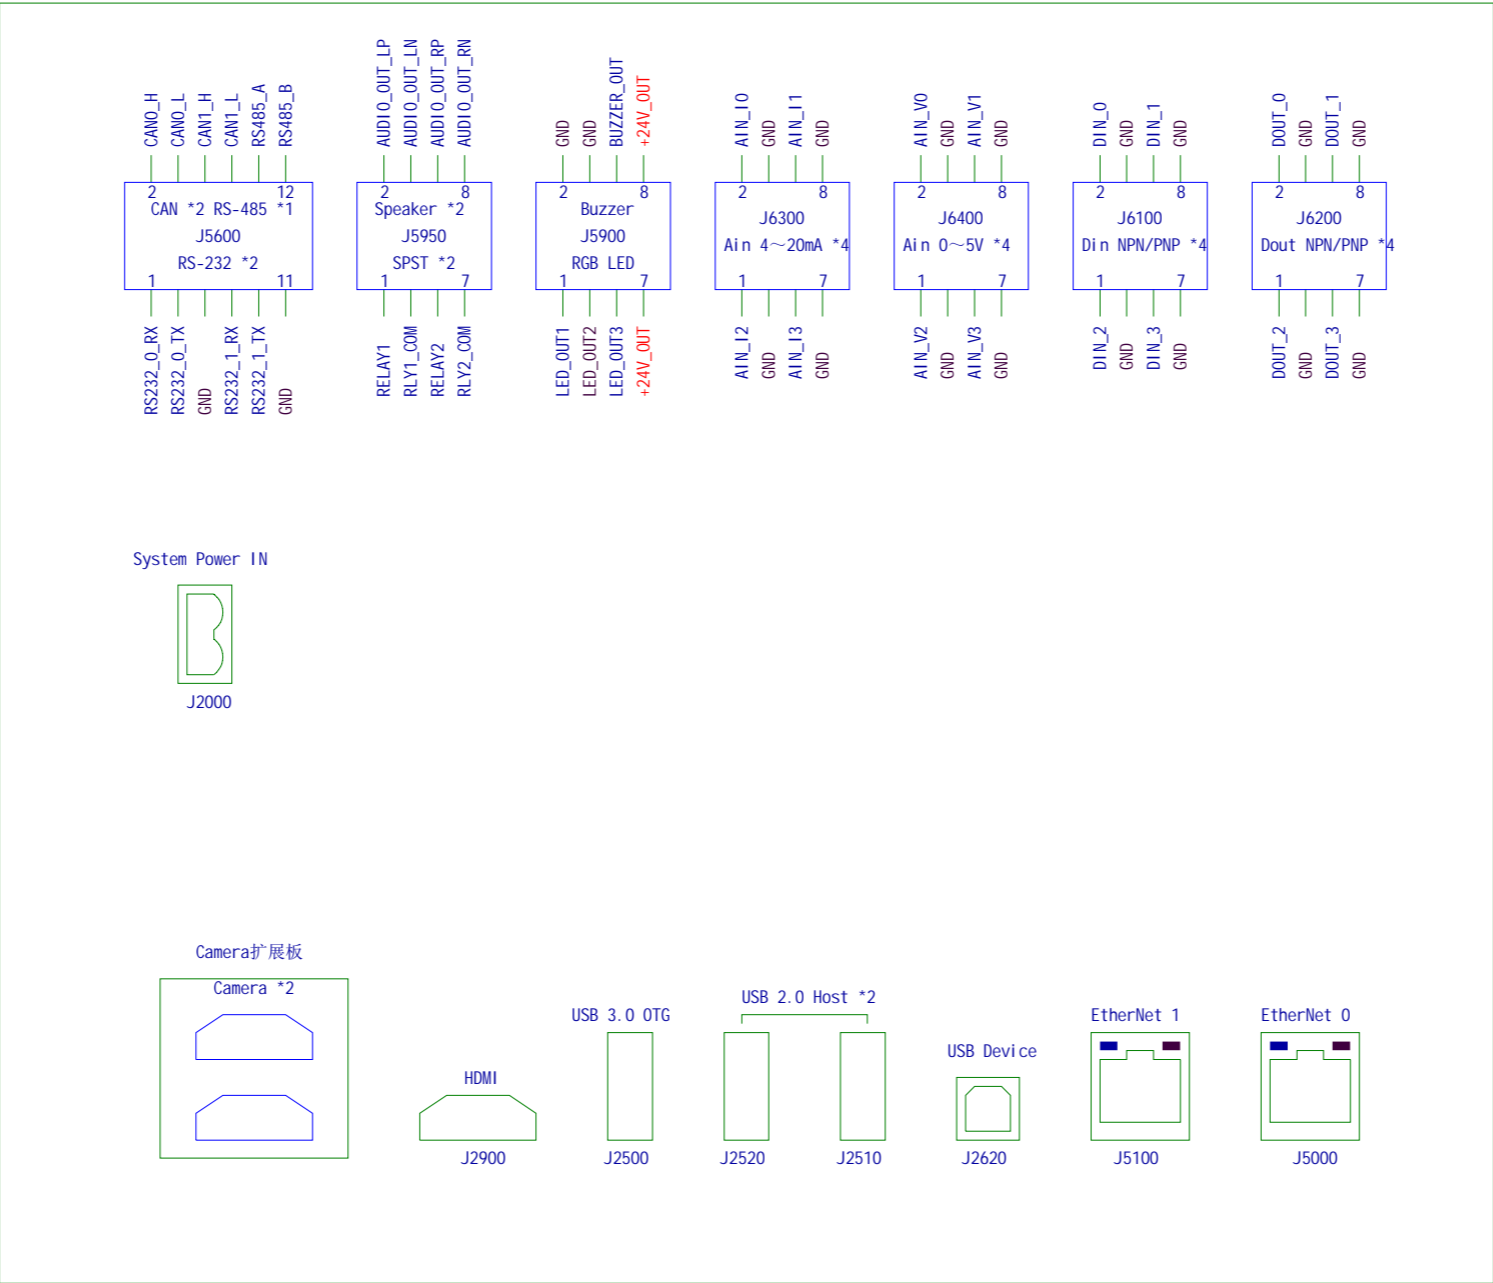 CAN0_H
CAN0_L
CAN1_H
CAN1_L
RS485_A
RS485_B
2
12
CAN *2 RS-485 *1
J5600
RS-232 *2
1
11
RS232_0_RX
RS232_0_TX
GND
RS232_1_RX
RS232_1_TX
GND
AUDIO_OUT_LP
AUDIO_OUT_LN
AUDIO_OUT_RP
AUDIO_OUT_RN
2
8
Speaker *2
J5950
SPST *2
1
7
RELAY1
RLY1_COM
RELAY2
RLY2_COM
GND
GND
BUZZER_OUT
+24V_OUT
2
8
Buzzer
J5900
RGB LED
1
7
LED_OUT1
LED_OUT2
LED_OUT3
+24V_OUT
AIN_I0
GND
AIN_I1
GND
2
8
J6300
Ain 4～20mA *4
1
7
AIN_I2
GND
AIN_I3
GND
AIN_V0
GND
AIN_V1
GND
2
8
J6400
Ain 0～5V *4
1
7
AIN_V2
GND
AIN_V3
GND
DIN_0
GND
DIN_1
GND
2
8
J6100
Din NPN/PNP *4
1
7
DIN_2
GND
DIN_3
GND
DOUT_0
GND
DOUT_1
GND
2
8
J6200
Dout NPN/PNP *4
1
7
DOUT_2
GND
DOUT_3
GND
System Power IN
J2000
Camera扩展板
Camera *2
HDMI
J2900
USB 3.0 OTG
J2500
USB 2.0 Host *2
J2520
J2510
USB Device
J2620
EtherNet 1
J5100
EtherNet 0
J5000